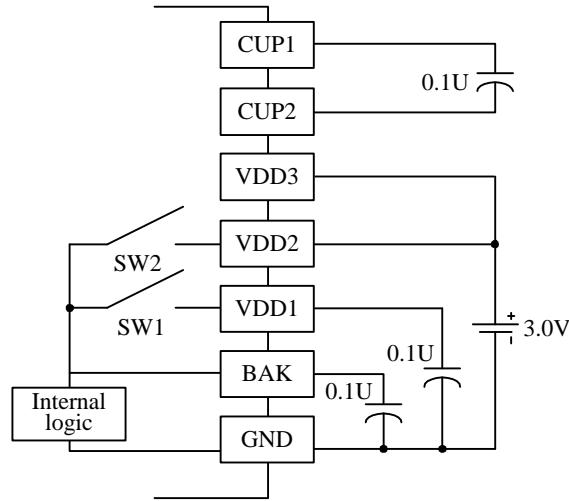 CUP1
0.1U
CUP2
VDD3
VDD2
SW2
VDD1
SW1
+
3.0V
-
0.1U
BAK
0.1U
Internal
logic
GND